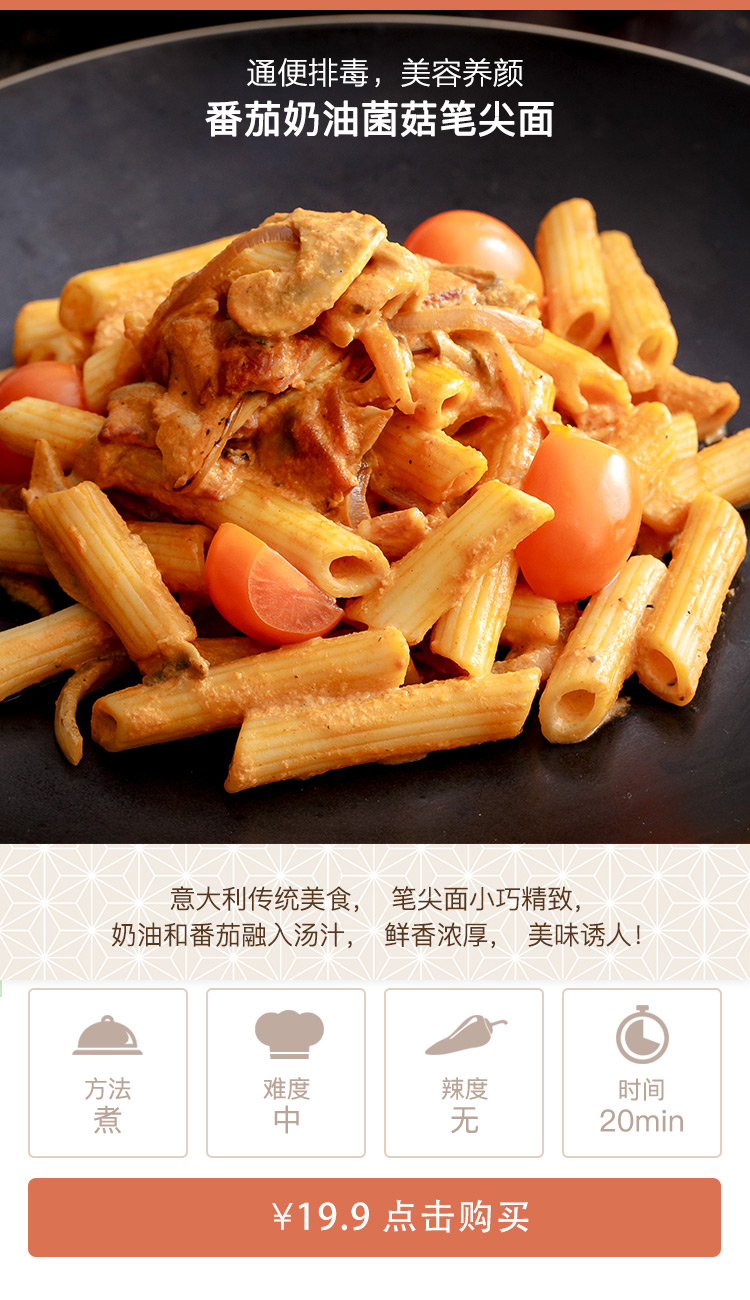 通便排毒，美容养颜
番茄奶油菌菇笔尖面
意大利传统美食， 笔尖面小巧精致，
奶油和番茄融入汤汁， 鲜香浓厚， 美味诱人！
方法
煮
难度
中
辣度
无
时间
20min
¥19.9 点击购买